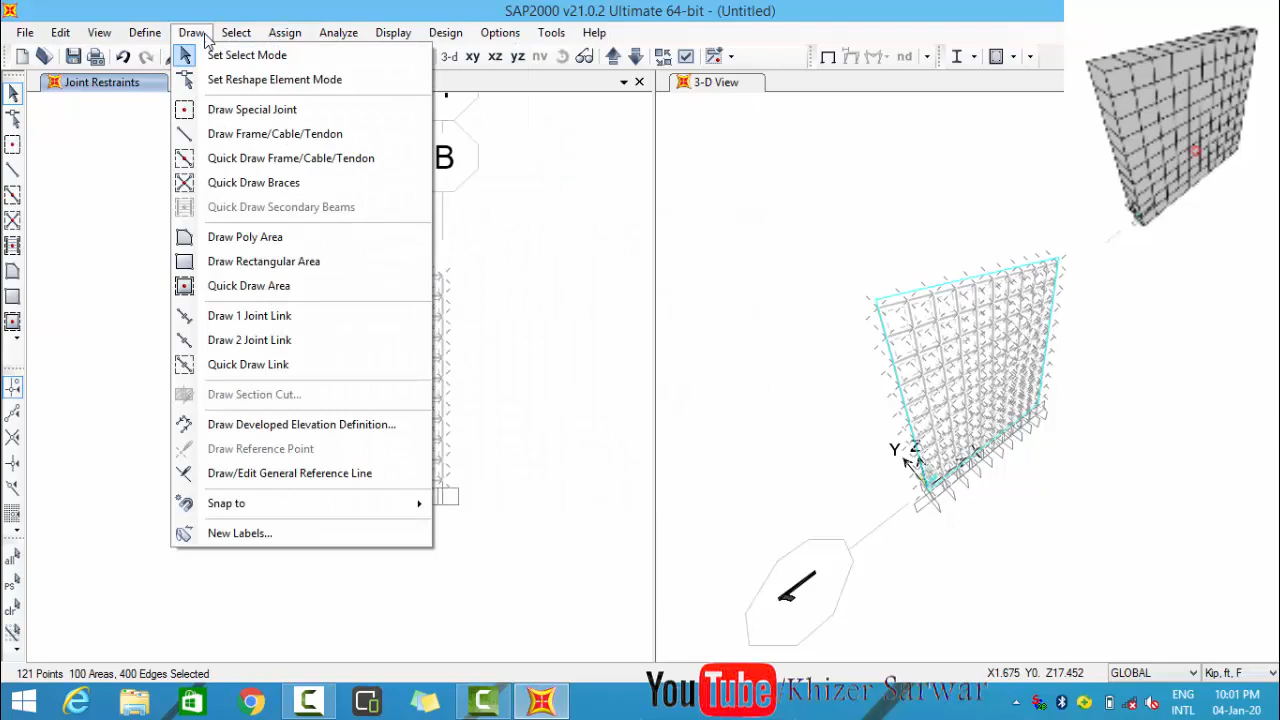 SAP2000 v21.0.2 Ultimate 64-bit - (Untitled)
File Edit View Define Draw Select Assign Analyze Display Design Options Tools Help
3-d xy xz yz nv nd
Joint Restraints
3-D View
Set Select Mode
Set Reshape Element Mode
Draw Special Joint
Draw Frame/Cable/Tendon
Quick Draw Frame/Cable/Tendon
Quick Draw Braces
Quick Draw Secondary Beams
Draw Poly Area
Draw Rectangular Area
Quick Draw Area
Draw 1 Joint Link
Draw 2 Joint Link
Quick Draw Link
Draw Section Cut...
Draw Developed Elevation Definition...
Draw Reference Point
Draw/Edit General Reference Line
Snap to
New Labels...
B
Y Z
all
PS
clr
121 Points 100 Areas, 400 Edges Selected
X1.675 Y0. Z17.452
GLOBAL
Kip, ft, F
YouTube/Khizer Sarwar
ENG
INTL
10:01 PM
04-Jan-20